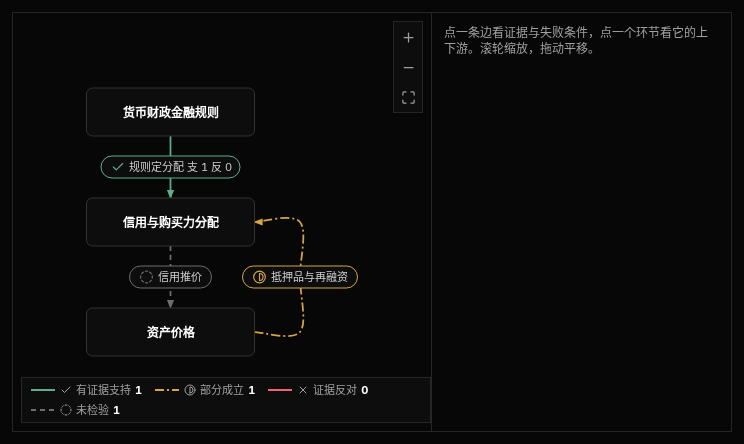 点一条边看证据与失败条件，点一个环节看它的上
下游。滚轮缩放，拖动平移。
货币财政金融规则
规则定分配 支 1 反 0
信用与购买力分配
信用推价
抵押品与再融资
资产价格
有证据支持 1
部分成立 1
证据反对 0
未检验 1